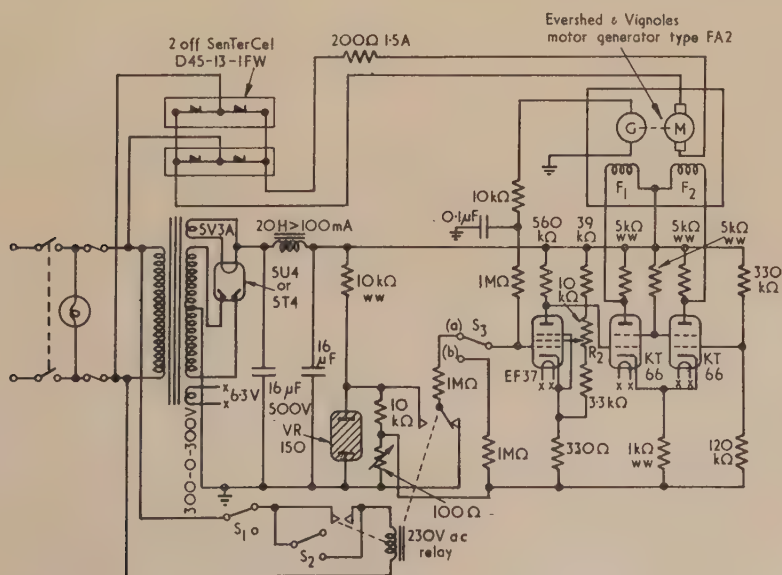 2 off SenTerCel
D45-13-1FW
200Ω 1·5A
Evershed & Vignoles
motor generator type FA2
G
M
F₁
F₂
10kΩ
0·1μF
560
kΩ
39
kΩ
5kΩ
ww
5kΩ
ww
5kΩ
ww
5V3A
20H>100mA
5U4
or
5T4
10kΩ
ww
1MΩ
10
kΩ
330
kΩ
(a)
S₃
(b)
R₂
EF37
x x
KT
66
x x
KT
66
x x
16
μF
16μF
500V
1MΩ
3·3kΩ
x
6·3V
x
300-0-300V
VR
150
10
kΩ
1MΩ
330Ω
1kΩ
ww
120
kΩ
100Ω
S₁
S₂
230V ac
relay